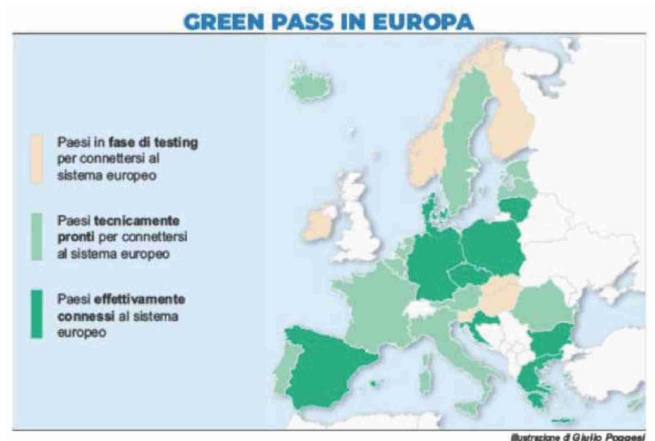 GREEN PASS IN EUROPA
Paesi in fase di testing
per connettersi al
sistema europeo
Paesi tecnicamente
pronti per connettersi
al sistema europeo
Paesi effettivamente
connessi al sistema
europeo
Illustrazione di Giulio Poggesi